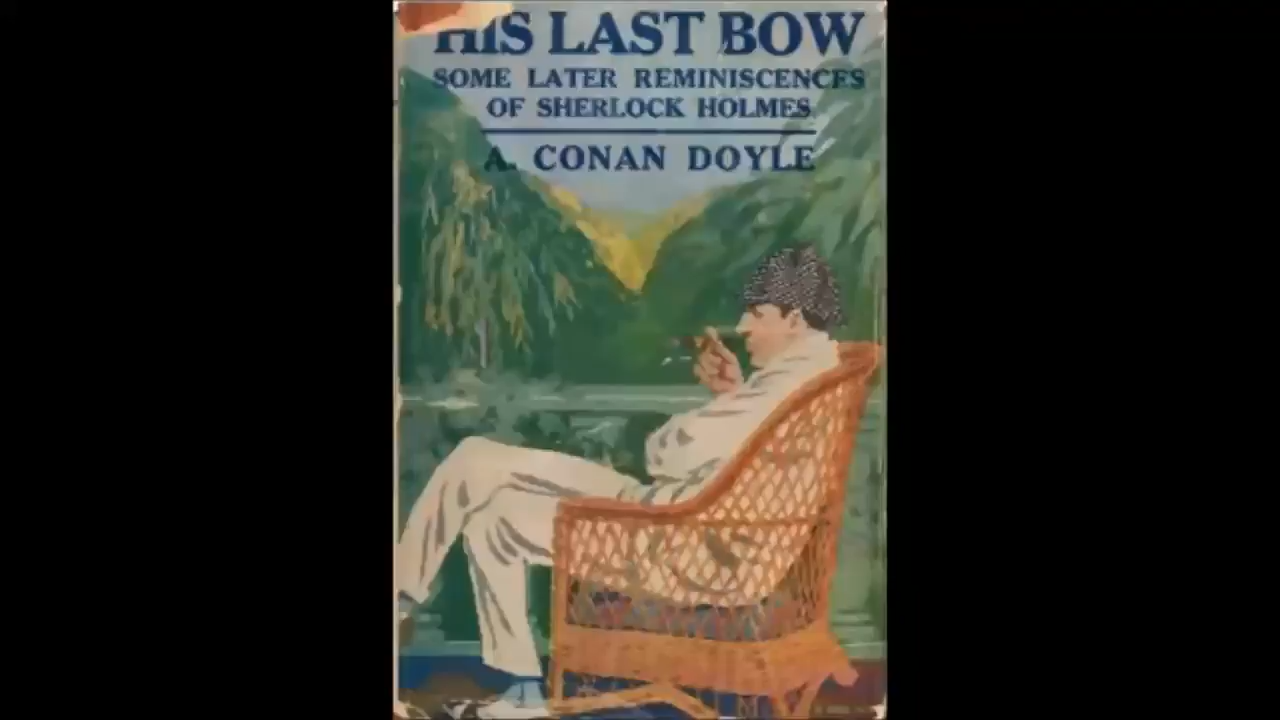 HIS LAST BOW
SOME LATER REMINISCENCES
OF SHERLOCK HOLMES
A. CONAN DOYLE